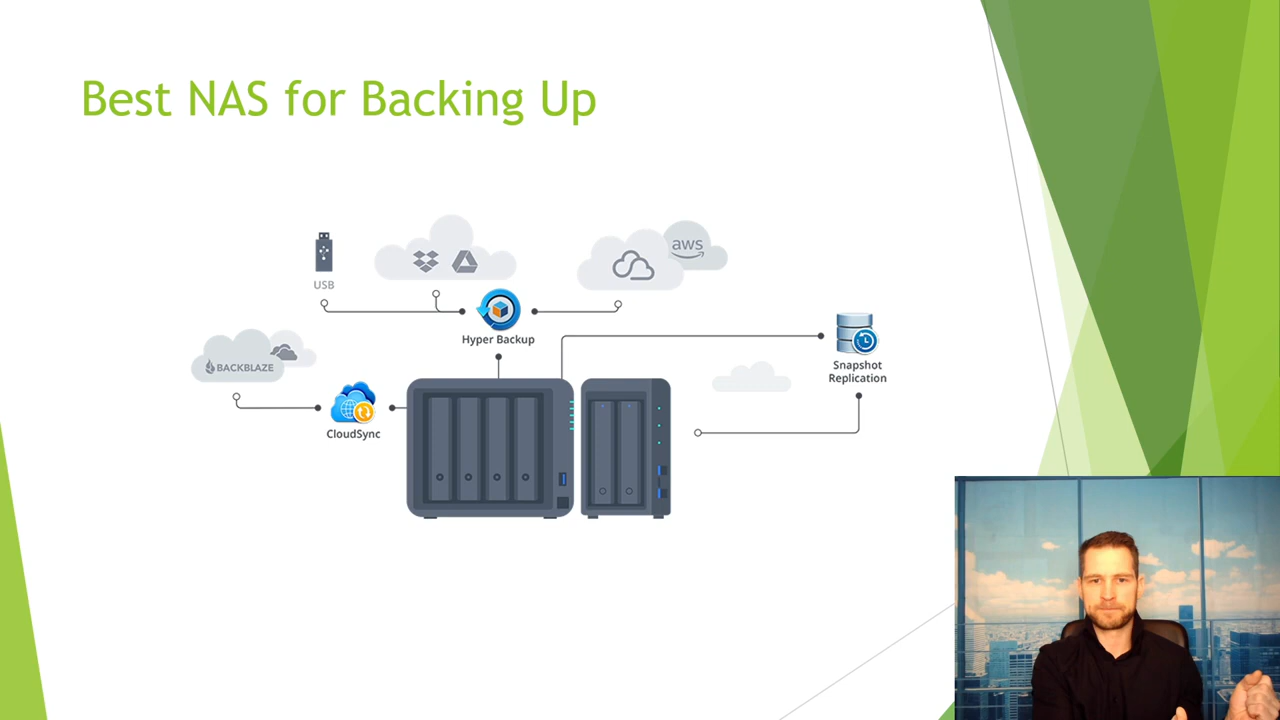 Best NAS for Backing Up
aws
USB
Hyper Backup
BACKBLAZE
Snapshot
Replication
CloudSync